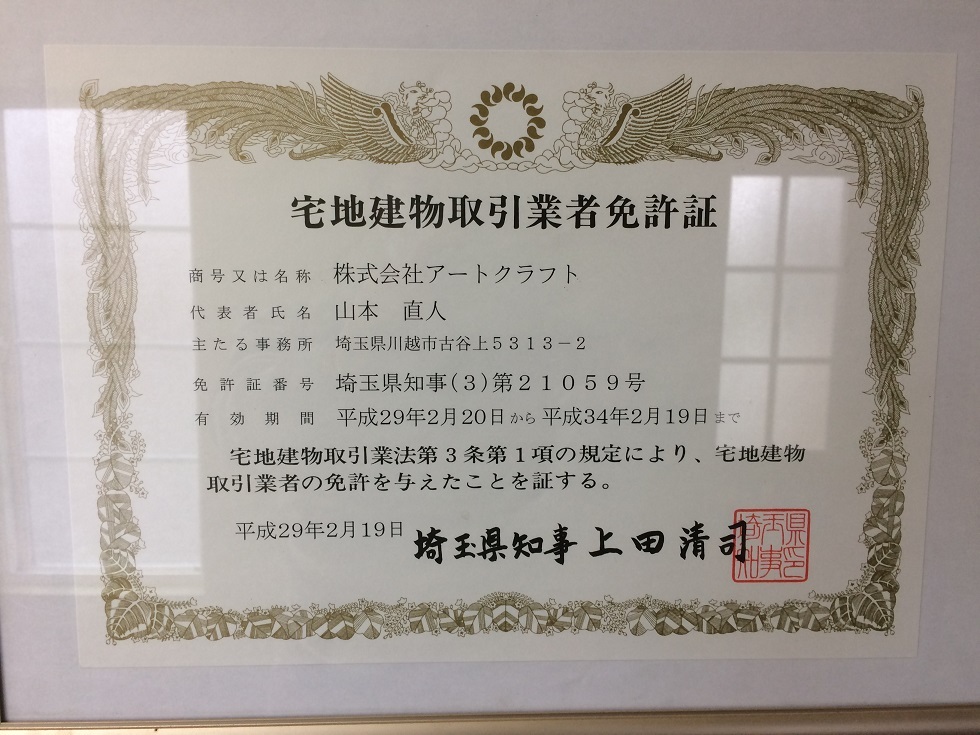 宅地建物取引業者免許証
商号又は名称 株式会社アートクラフト
代表者氏名 山本 直人
主たる事務所 埼玉県川越市古谷上5313-2
免許証番号 埼玉県知事(3)第21059号
有効期間 平成29年2月20日から 平成34年2月19日まで
宅地建物取引業法第3条第1項の規定により、宅地建物
取引業者の免許を与えたことを証する。
平成29年2月19日
埼玉県知事 上田清司
埼玉県知事印